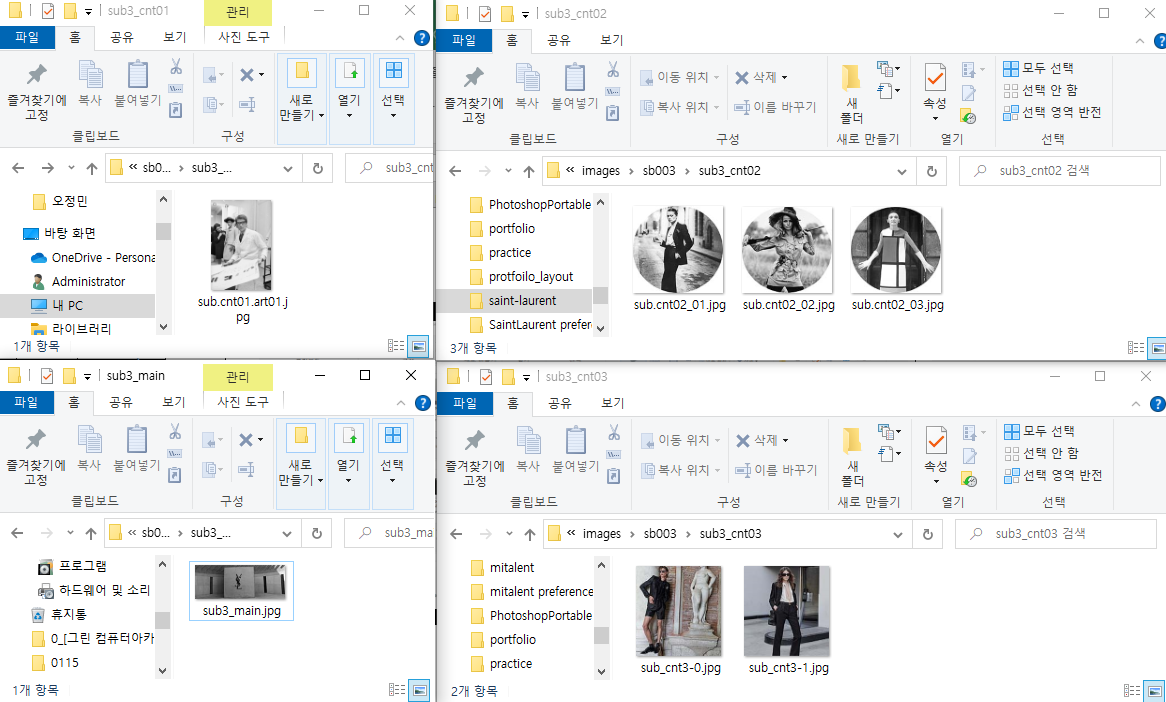 sub3_cnt01
관리
파일
홈
공유
보기
사진 도구
즐겨찾기에
고정
복사
붙여넣기
새로
만들기
열기
선택
클립보드
구성
« sb0... › sub3_...
sub3_cnt
오정민
바탕 화면
OneDrive - Persona
Administrator
내 PC
라이브러리
sub.cnt01.art01.j
pg
1개 항목
sub3_cnt02
파일
홈
공유
보기
즐겨찾기에
고정
복사
붙여넣기
이동 위치
복사 위치
삭제
이름 바꾸기
새
폴더
속성
모두 선택
선택 안 함
선택 영역 반전
클립보드
구성
새로 만들기
열기
선택
« images › sb003 › sub3_cnt02
sub3_cnt02 검색
PhotoshopPortable
portfolio
practice
protfoilo_layout
saint-laurent
SaintLaurent prefer
sub.cnt02_01.jpg
sub.cnt02_02.jpg
sub.cnt02_03.jpg
3개 항목
sub3_main
관리
파일
홈
공유
보기
사진 도구
즐겨찾기에
고정
복사
붙여넣기
새로
만들기
열기
선택
클립보드
구성
« sb0... › sub3_...
sub3_ma
프로그램
하드웨어 및 소리
휴지통
0_[그린 컴퓨터아카
0115
sub3_main.jpg
1개 항목
sub3_cnt03
파일
홈
공유
보기
즐겨찾기에
고정
복사
붙여넣기
이동 위치
복사 위치
삭제
이름 바꾸기
새
폴더
속성
모두 선택
선택 안 함
선택 영역 반전
클립보드
구성
새로 만들기
열기
선택
« images › sb003 › sub3_cnt03
sub3_cnt03 검색
mitalent
mitalent preference
PhotoshopPortable
portfolio
practice
sub_cnt3-0.jpg
sub_cnt3-1.jpg
2개 항목